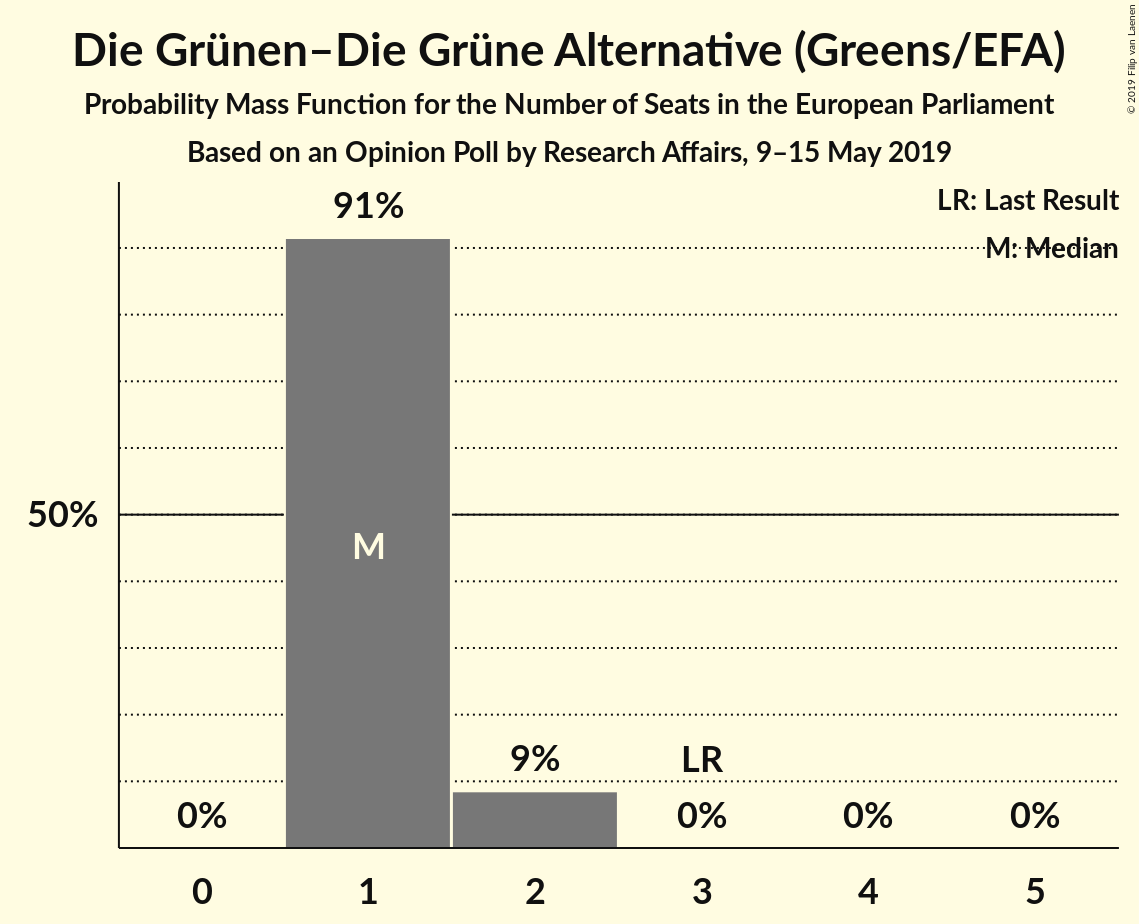 Die Grünen–Die Grüne Alternative (Greens/EFA)
Probability Mass Function for the Number of Seats in the European Parliament
Based on an Opinion Poll by Research Affairs, 9–15 May 2019
© 2019 Filip van Laenen
LR: Last Result
M: Median
91%
50%
M
9%
LR
0%
0%
0%
0%
0
1
2
3
4
5